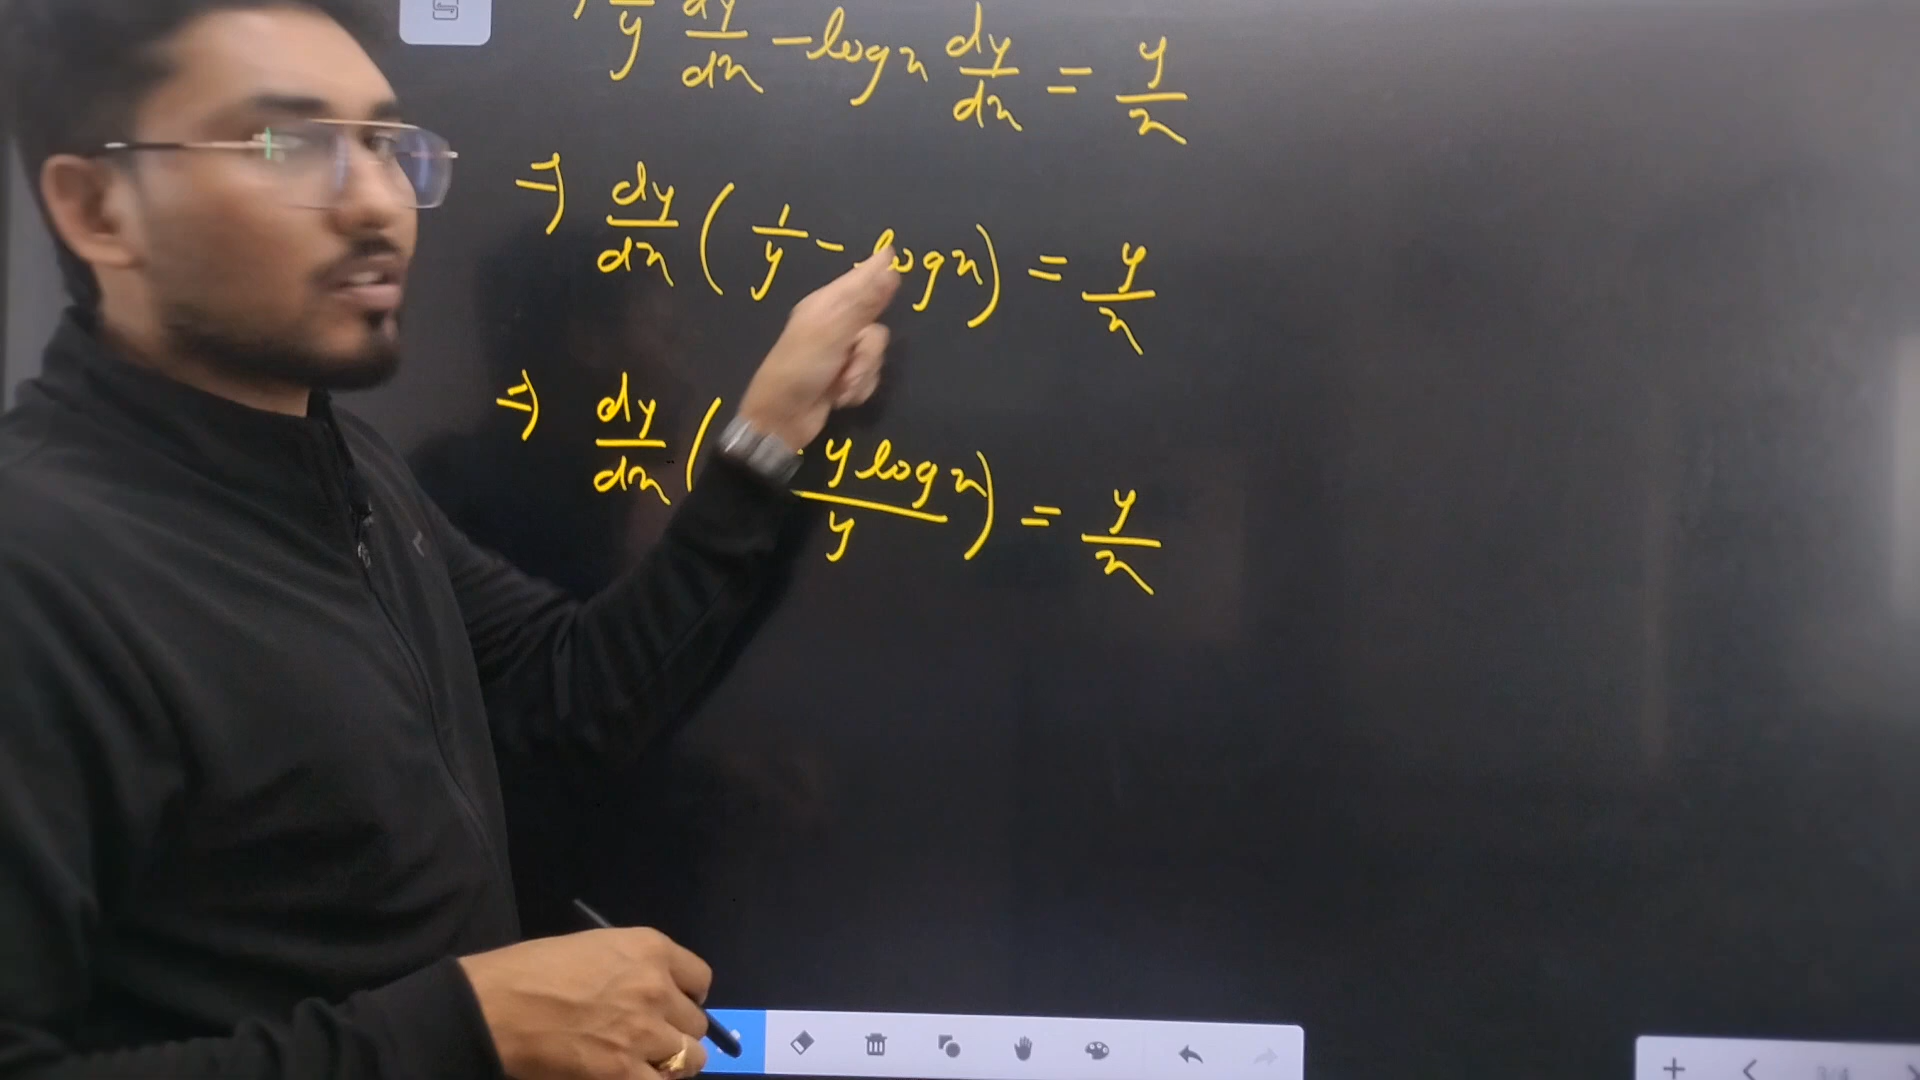 y dy/dx - log x dy/dx = y/x
⇒ dy/dx (1/y - log x) = y/x
⇒ dy/dx ( y log x / y) = y/x